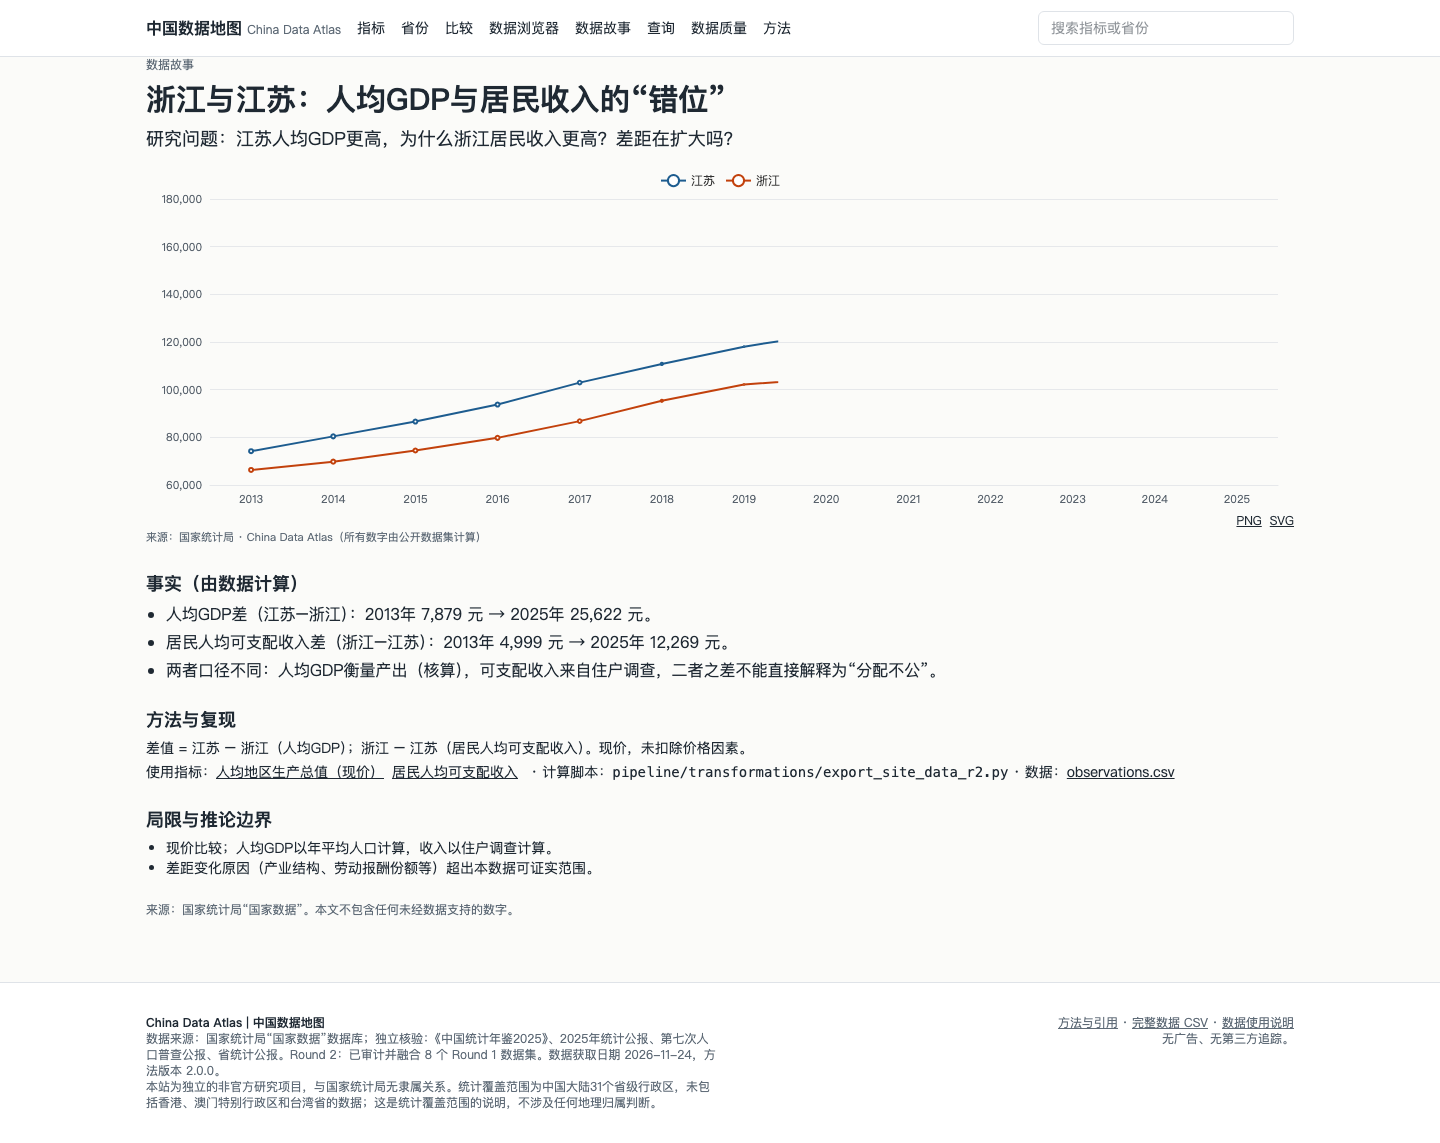 中国数据地图 China Data Atlas 指标 省份 比较 数据浏览器 数据故事 查询 数据质量 方法 搜索指标或省份
数据故事
浙江与江苏：人均GDP与居民收入的“错位”
研究问题：江苏人均GDP更高，为什么浙江居民收入更高？差距在扩大吗？
江苏 浙江
180,000
160,000
140,000
120,000
100,000
80,000
60,000
2013 2014 2015 2016 2017 2018 2019 2020 2021 2022 2023 2024 2025
PNG SVG
来源：国家统计局 · China Data Atlas（所有数字由公开数据集计算）
事实（由数据计算）
人均GDP差（江苏−浙江）：2013年 7,879 元 → 2025年 25,622 元。
居民人均可支配收入差（浙江−江苏）：2013年 4,999 元 → 2025年 12,269 元。
两者口径不同：人均GDP衡量产出（核算），可支配收入来自住户调查，二者之差不能直接解释为“分配不公”。
方法与复现
差值 = 江苏 − 浙江（人均GDP）；浙江 − 江苏（居民人均可支配收入）。现价，未扣除价格因素。
使用指标：人均地区生产总值（现价） 居民人均可支配收入 · 计算脚本：pipeline/transformations/export_site_data_r2.py · 数据：observations.csv
局限与推论边界
现价比较；人均GDP以年平均人口计算，收入以住户调查计算。
差距变化原因（产业结构、劳动报酬份额等）超出本数据可证实范围。
来源：国家统计局“国家数据”。本文不包含任何未经数据支持的数字。
China Data Atlas | 中国数据地图
数据来源：国家统计局“国家数据”数据库；独立核验：《中国统计年鉴2025》、2025年统计公报、第七次人
口普查公报、省统计公报。Round 2：已审计并融合 8 个 Round 1 数据集。数据获取日期 2026-11-24，方
法版本 2.0.0。
本站为独立的非官方研究项目，与国家统计局无隶属关系。统计覆盖范围为中国大陆31个省级行政区，未包
括香港、澳门特别行政区和台湾省的数据；这是统计覆盖范围的说明，不涉及任何地理归属判断。
方法与引用 · 完整数据 CSV · 数据使用说明
无广告、无第三方追踪。